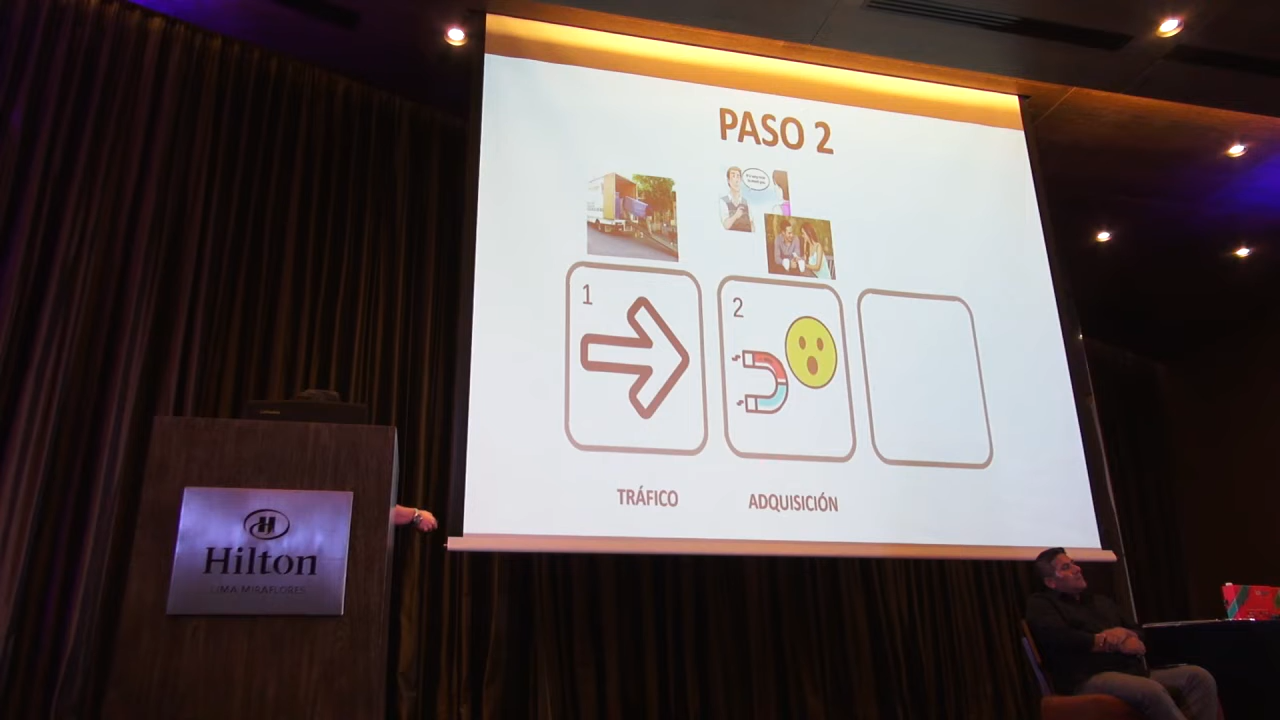 PASO 2
1
2
TRÁFICO
ADQUISICIÓN
H
Hilton
LIMA MIRAFLORES